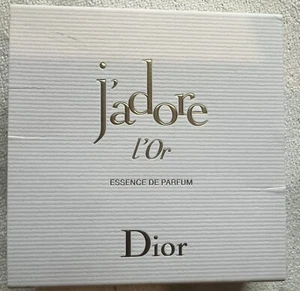 j'adore
l'Or
ESSENCE DE PARFUM
Dior